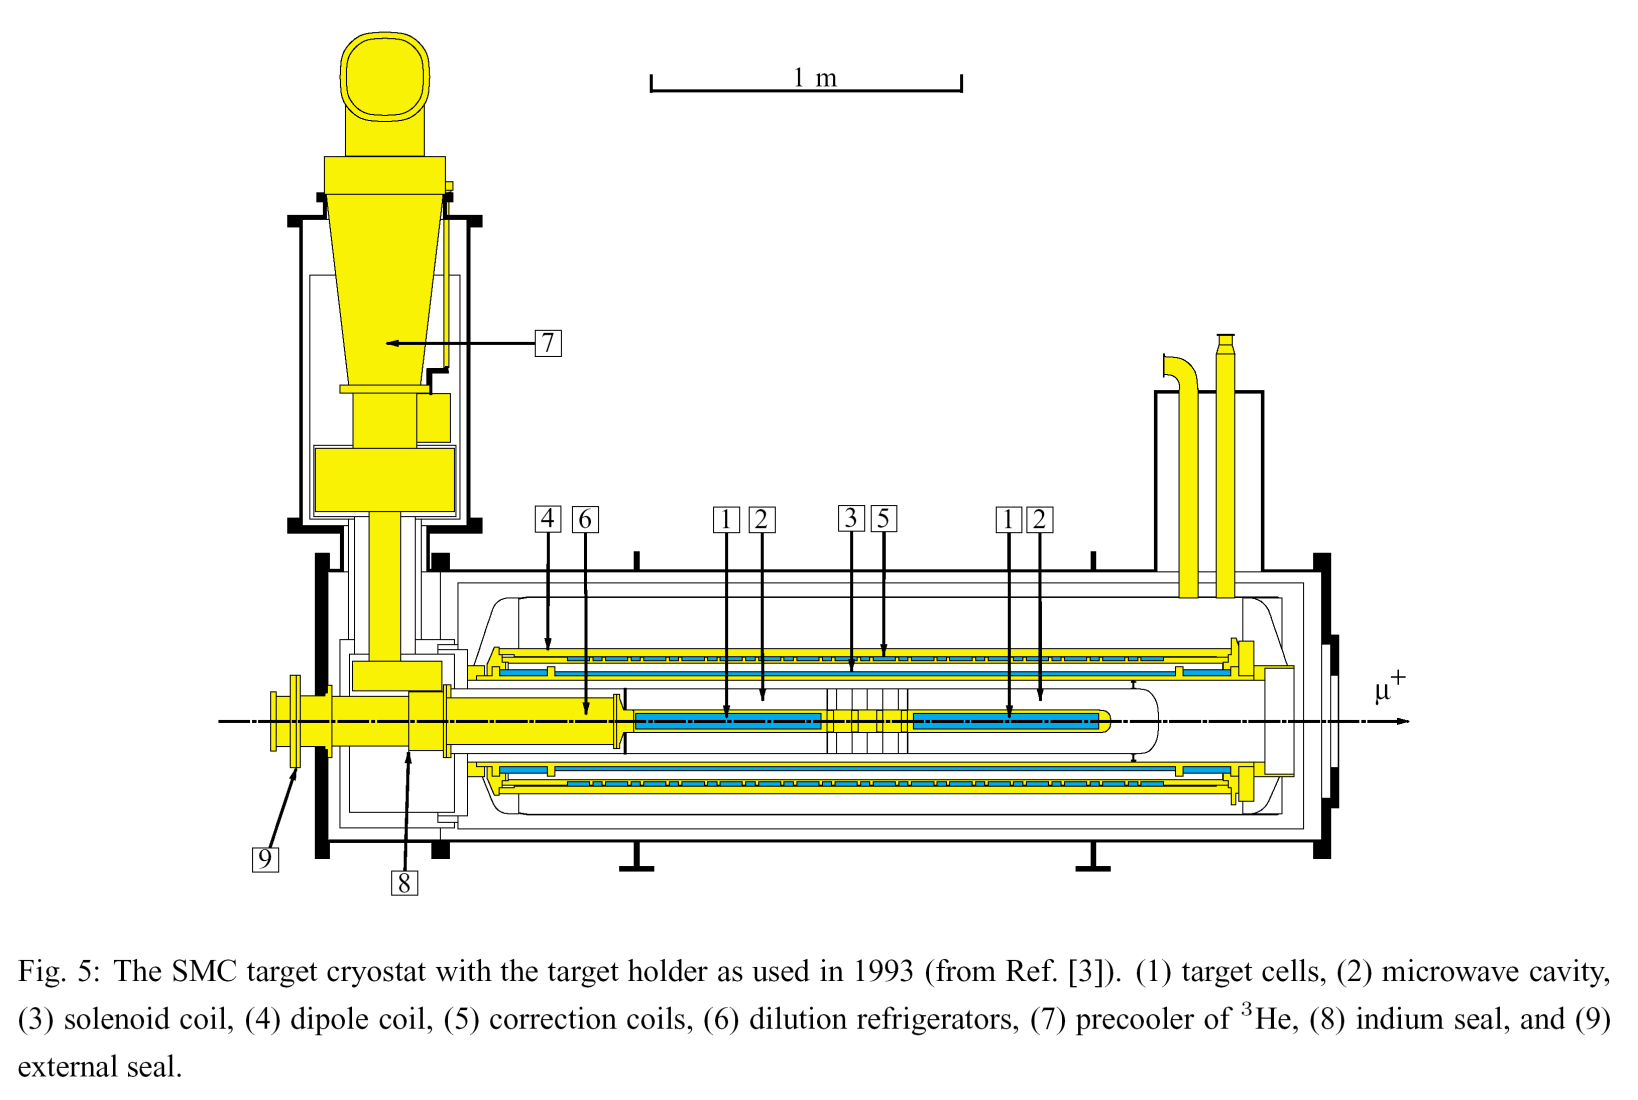 1 m
7
4 6 1 2 3 5 1 2
μ+
9
8
Fig. 5: The SMC target cryostat with the target holder as used in 1993 (from Ref. [3]). (1) target cells, (2) microwave cavity,
(3) solenoid coil, (4) dipole coil, (5) correction coils, (6) dilution refrigerators, (7) precooler of ³He, (8) indium seal, and (9)
external seal.